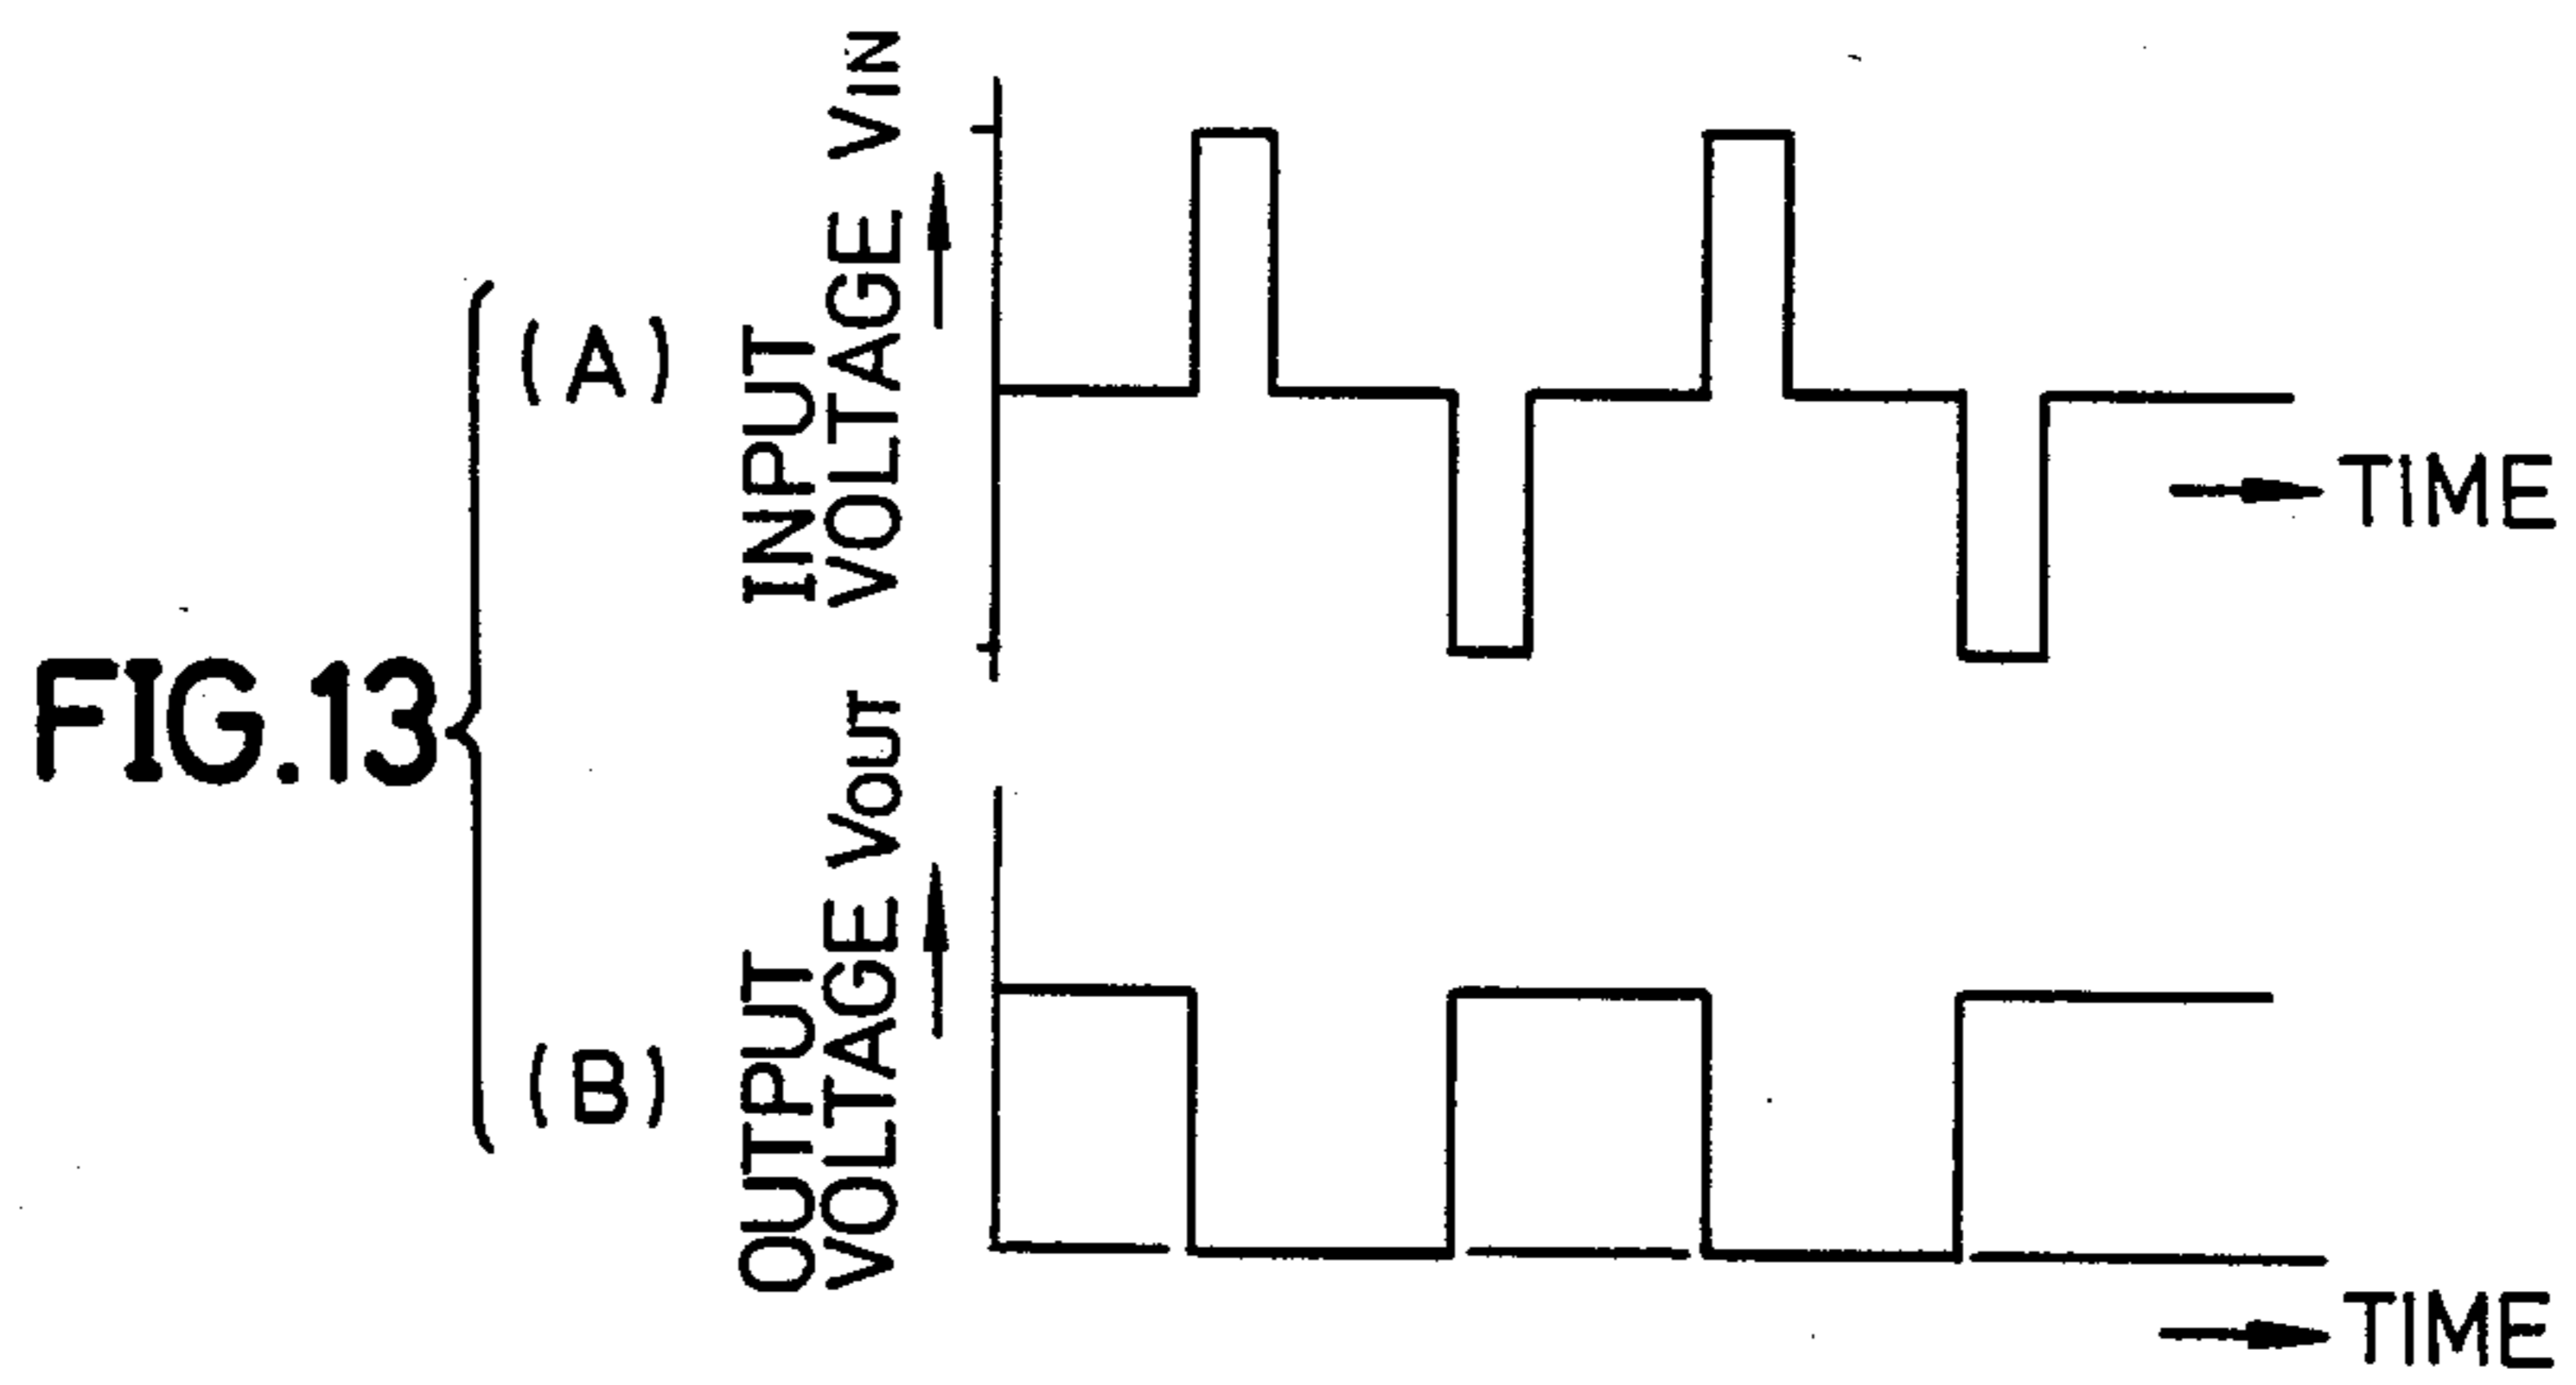 FIG.13
(A)
INPUT
VOLTAGE VIN
TIME
(B)
OUTPUT
VOLTAGE VOUT
TIME